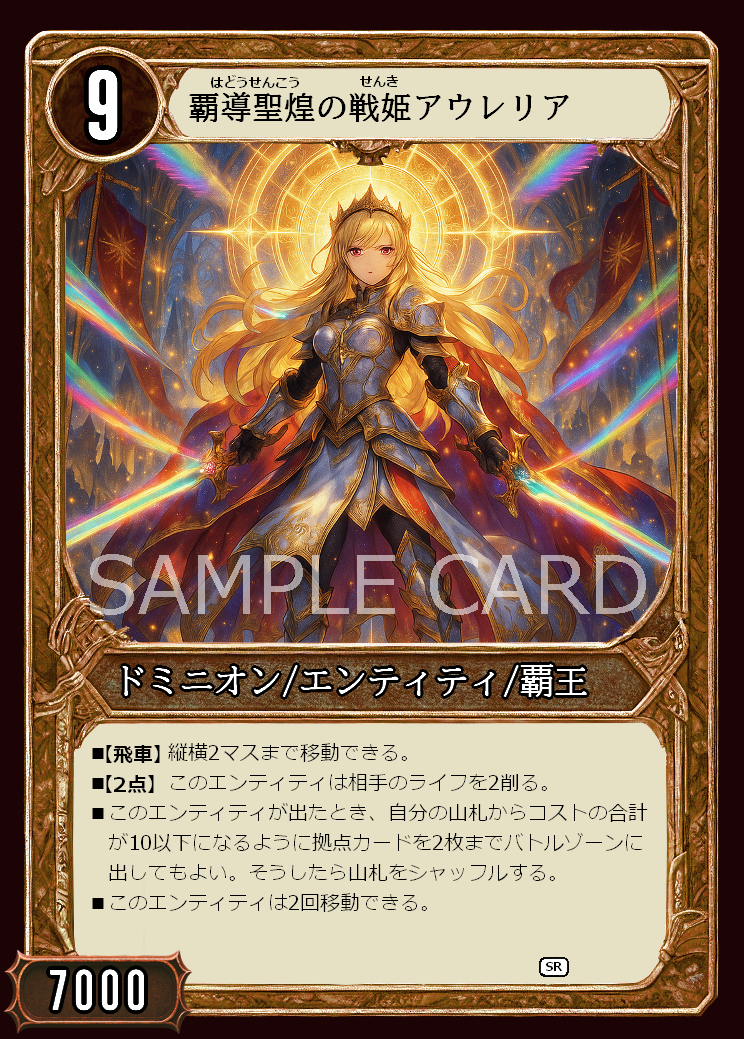 9
はどうせんこう せんき
覇導聖煌の戦姫アウレリア
SAMPLE CARD
ドミニオン/エンティティ/覇王
■【飛車】縦横2マスまで移動できる。
■【2点】 このエンティティは相手のライフを2削る。
■このエンティティが出たとき、自分の山札からコストの合計
が10以下になるように拠点カードを2枚までバトルゾーンに
出してもよい。そうしたら山札をシャッフルする。
■このエンティティは2回移動できる。
SR
7000